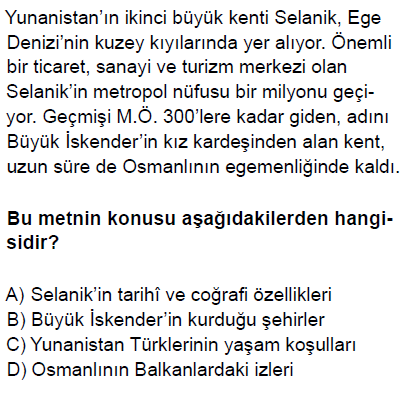 Yunanistan’ın ikinci büyük kenti Selanik, Ege
Denizi’nin kuzey kıyılarında yer alıyor. Önemli
bir ticaret, sanayi ve turizm merkezi olan
Selanik’in metropol nüfusu bir milyonu geçi-
yor. Geçmişi M.Ö. 300’lere kadar giden, adını
Büyük İskender’in kız kardeşinden alan kent,
uzun süre de Osmanlının egemenliğinde kaldı.
Bu metnin konusu aşağıdakilerden hangi-
sidir?
A) Selanik’in tarihî ve coğrafi özellikleri
B) Büyük İskender’in kurduğu şehirler
C) Yunanistan Türklerinin yaşam koşulları
D) Osmanlının Balkanlardaki izleri